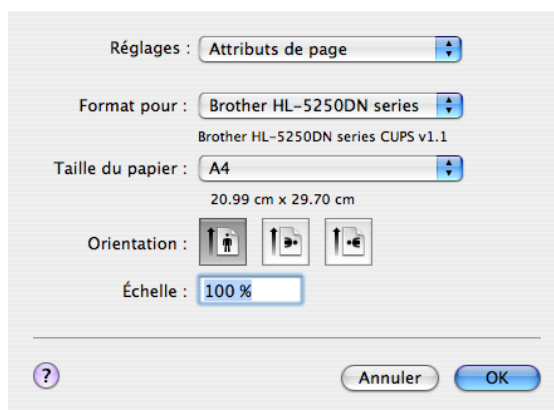 Réglages : Attributs de page
Format pour : Brother HL-5250DN series
Brother HL-5250DN series CUPS v1.1
Taille du papier : A4
20.99 cm x 29.70 cm
Orientation :
Échelle : 100 %
? Annuler OK